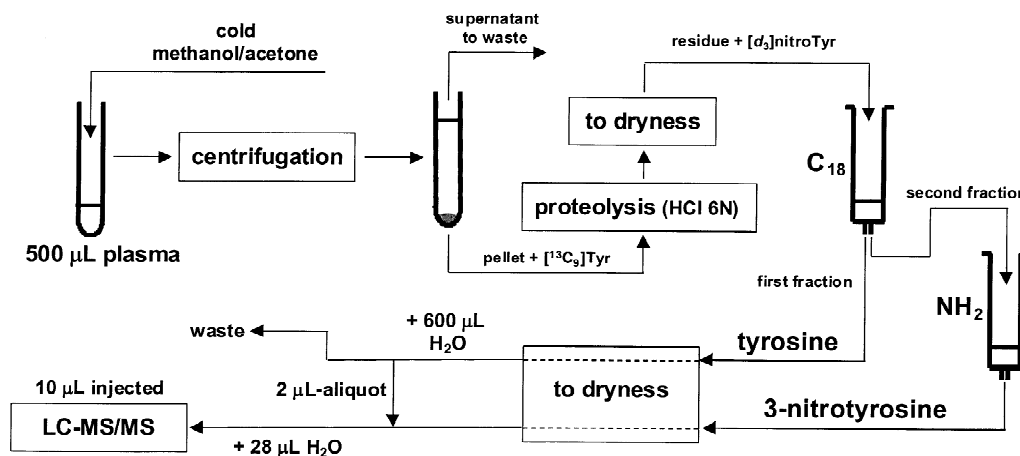 cold
methanol/acetone
supernatant
to waste
residue + [d₃]nitroTyr
to dryness
centrifugation
C₁₈
proteolysis (HCl 6N)
second fraction
500 µL plasma
pellet + [¹³C₉]Tyr
first fraction
NH₂
waste
+ 600 µL
H₂O
tyrosine
10 µL injected
2 µL-aliquot
to dryness
3-nitrotyrosine
LC-MS/MS
+ 28 µL H₂O